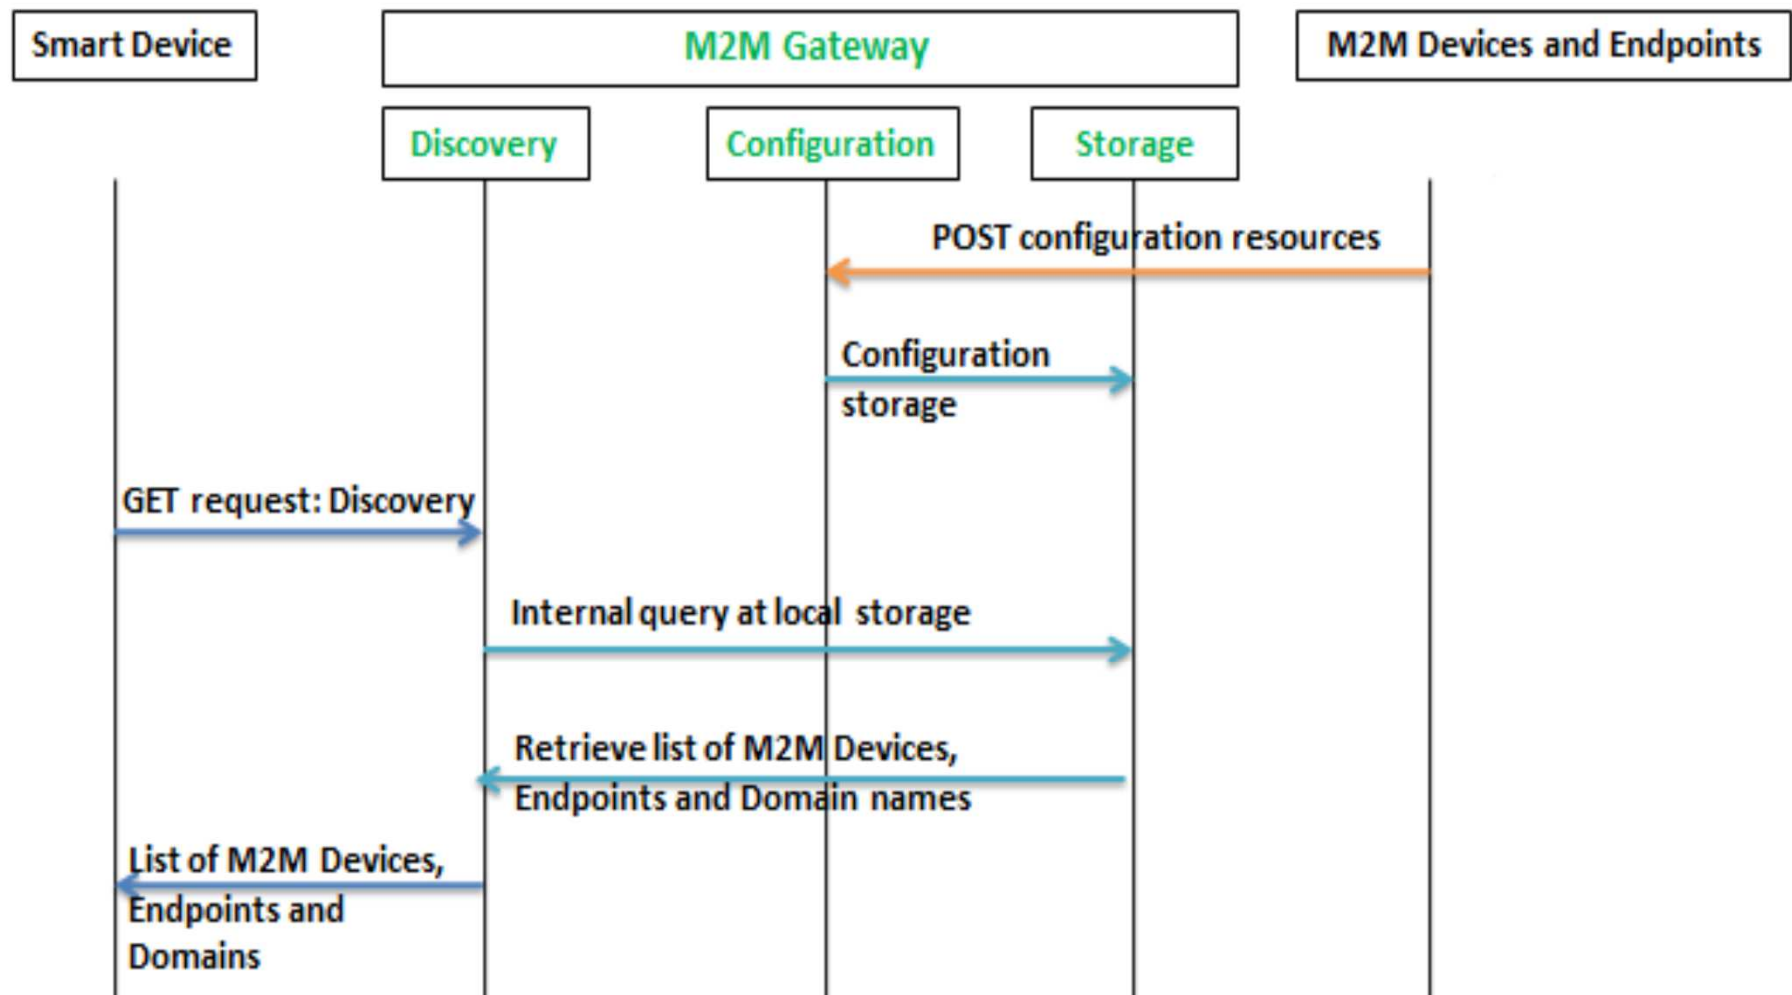 Smart Device
M2M Gateway
M2M Devices and Endpoints
Discovery
Configuration
Storage
POST configuration resources
Configuration
storage
GET request: Discovery
Internal query at local storage
Retrieve list of M2M Devices,
Endpoints and Domain names
List of M2M Devices,
Endpoints and
Domains